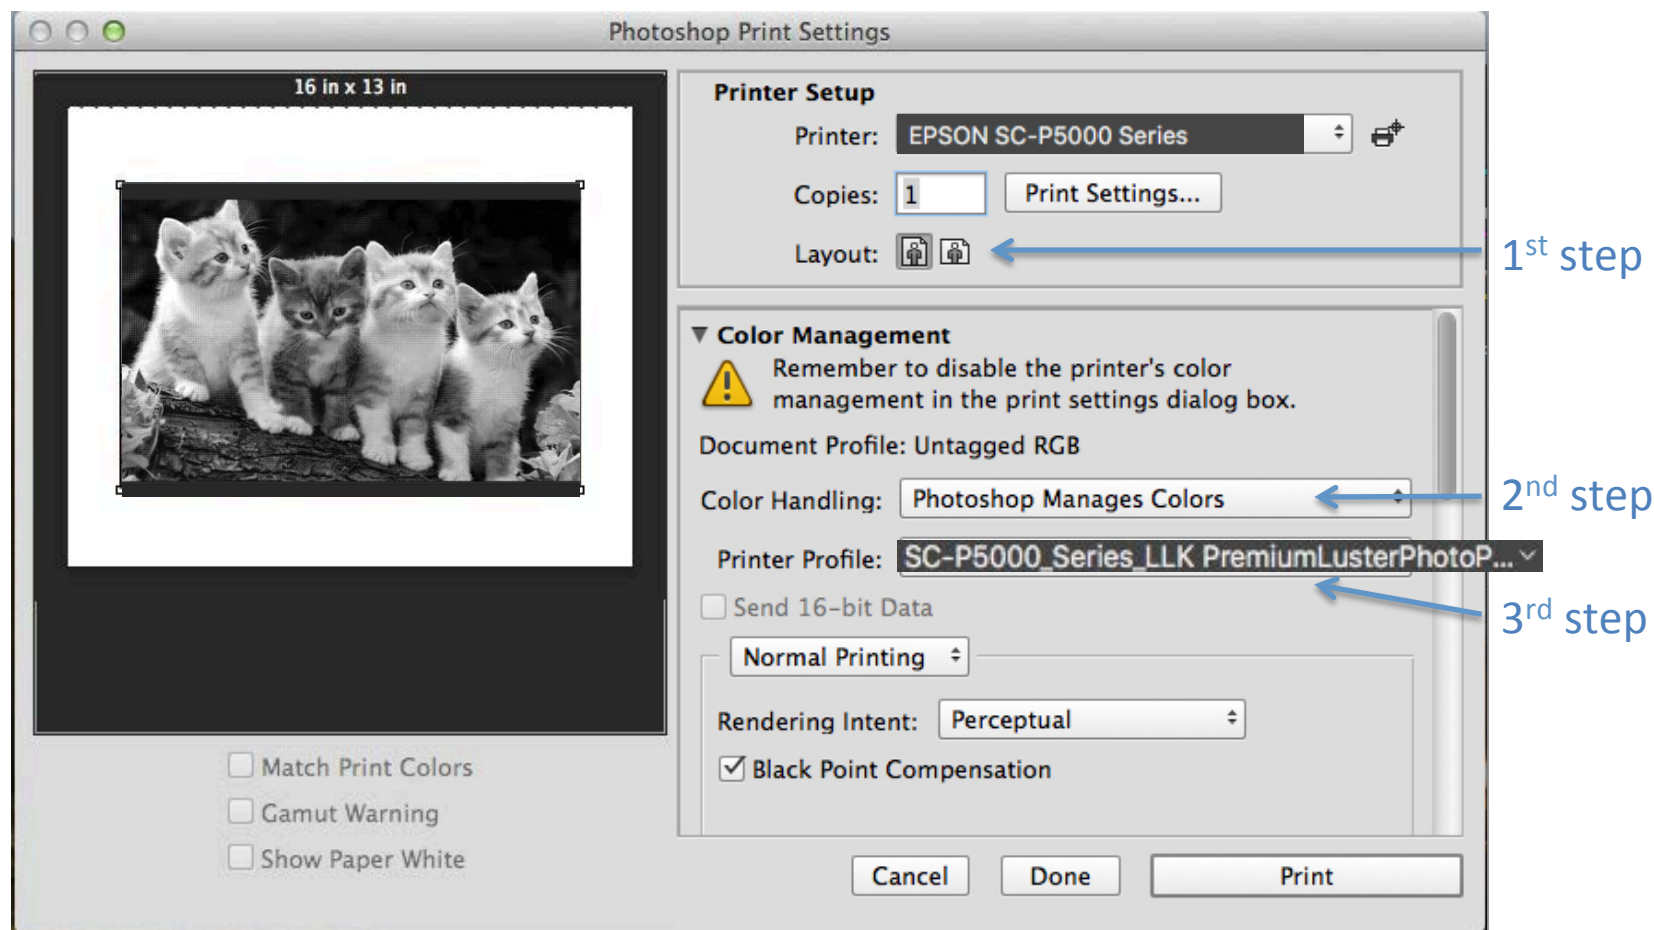 Photoshop Print Settings
16 in x 13 in
Printer Setup
Printer: EPSON SC-P5000 Series
Copies: 1 Print Settings...
Layout:
1st step
Color Management
Remember to disable the printer's color
management in the print settings dialog box.
Document Profile: Untagged RGB
Color Handling: Photoshop Manages Colors
2nd step
Printer Profile: SC-P5000_Series_LLK PremiumLusterPhotoP...
Send 16-bit Data
3rd step
Normal Printing
Rendering Intent: Perceptual
Black Point Compensation
Match Print Colors
Gamut Warning
Show Paper White
Cancel Done Print